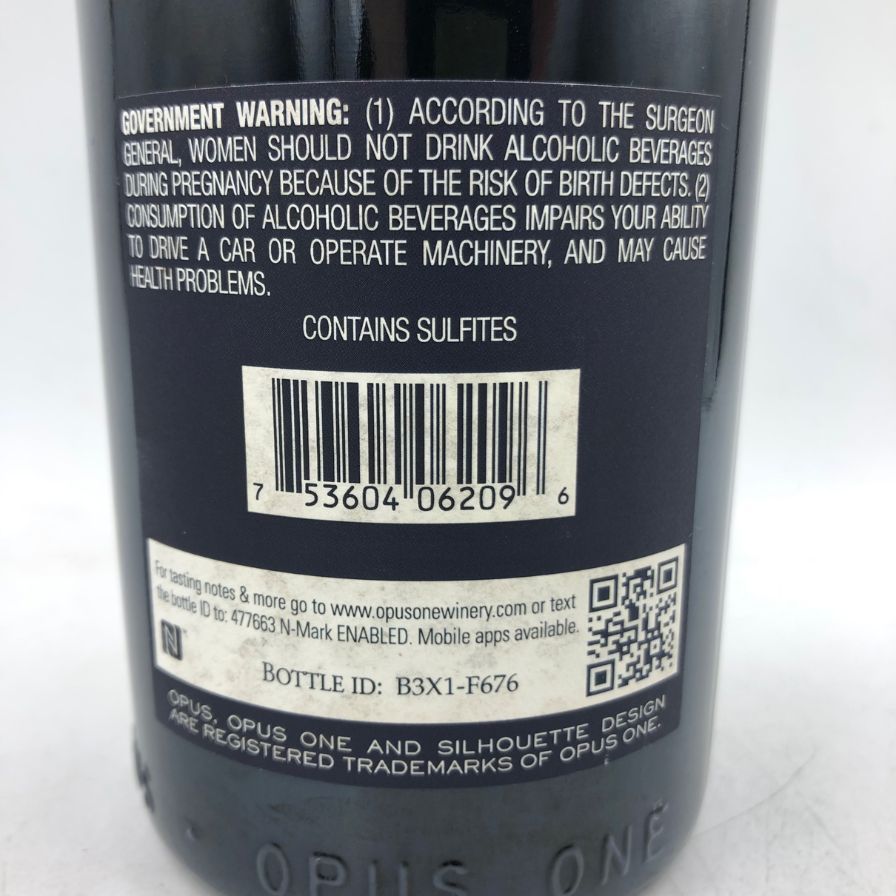 GOVERNMENT WARNING: (1) ACCORDING TO THE SURGEON
GENERAL, WOMEN SHOULD NOT DRINK ALCOHOLIC BEVERAGES
DURING PREGNANCY BECAUSE OF THE RISK OF BIRTH DEFECTS. (2)
CONSUMPTION OF ALCOHOLIC BEVERAGES IMPAIRS YOUR ABILITY
TO DRIVE A CAR OR OPERATE MACHINERY, AND MAY CAUSE
HEALTH PROBLEMS.
CONTAINS SULFITES
7 53604 06209 6
For tasting notes & more go to www.opusonewinery.com or text
the bottle ID to: 477663 N-Mark ENABLED. Mobile apps available.
N™
BOTTLE ID: B3X1-F676
OPUS, OPUS ONE AND SILHOUETTE DESIGN
ARE REGISTERED TRADEMARKS OF OPUS ONE.
OPUS ONE